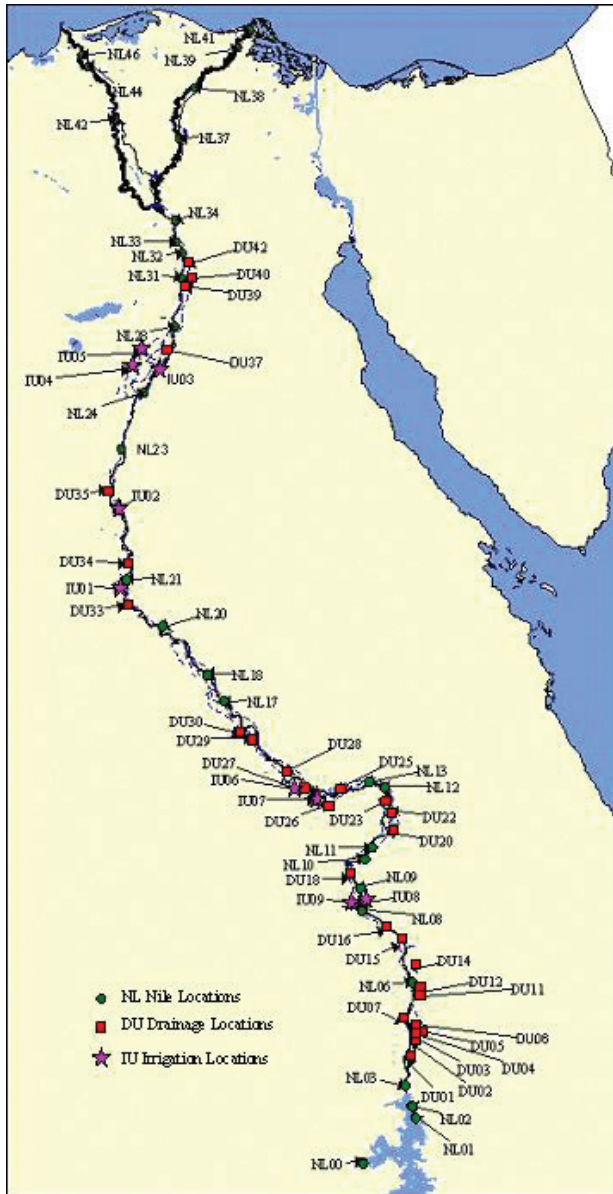 NL41
NL46
NL39
NL44
NL38
NL42
NL37
NL34
NL33
DU42
NL32
NL31
DU40
DU39
NL28
IU05
DU37
IU04
IU03
NL24
NL23
DU35
IU02
DU34
NL21
IU01
DU33
NL20
NL18
NL17
DU30
DU29
DU28
DU27
DU25
NL13
IU06
NL12
IU07
DU23
DU22
DU26
DU20
NL11
NL10
DU18
NL09
IU09
IU08
NL08
DU16
DU15
DU14
NL06
DU12
DU11
DU07
DU06
DU05
DU04
DU03
NL03
DU02
DU01
NL02
NL01
NL00
NL Nile Locations
DU Drainage Locations
IU Irrigation Locations